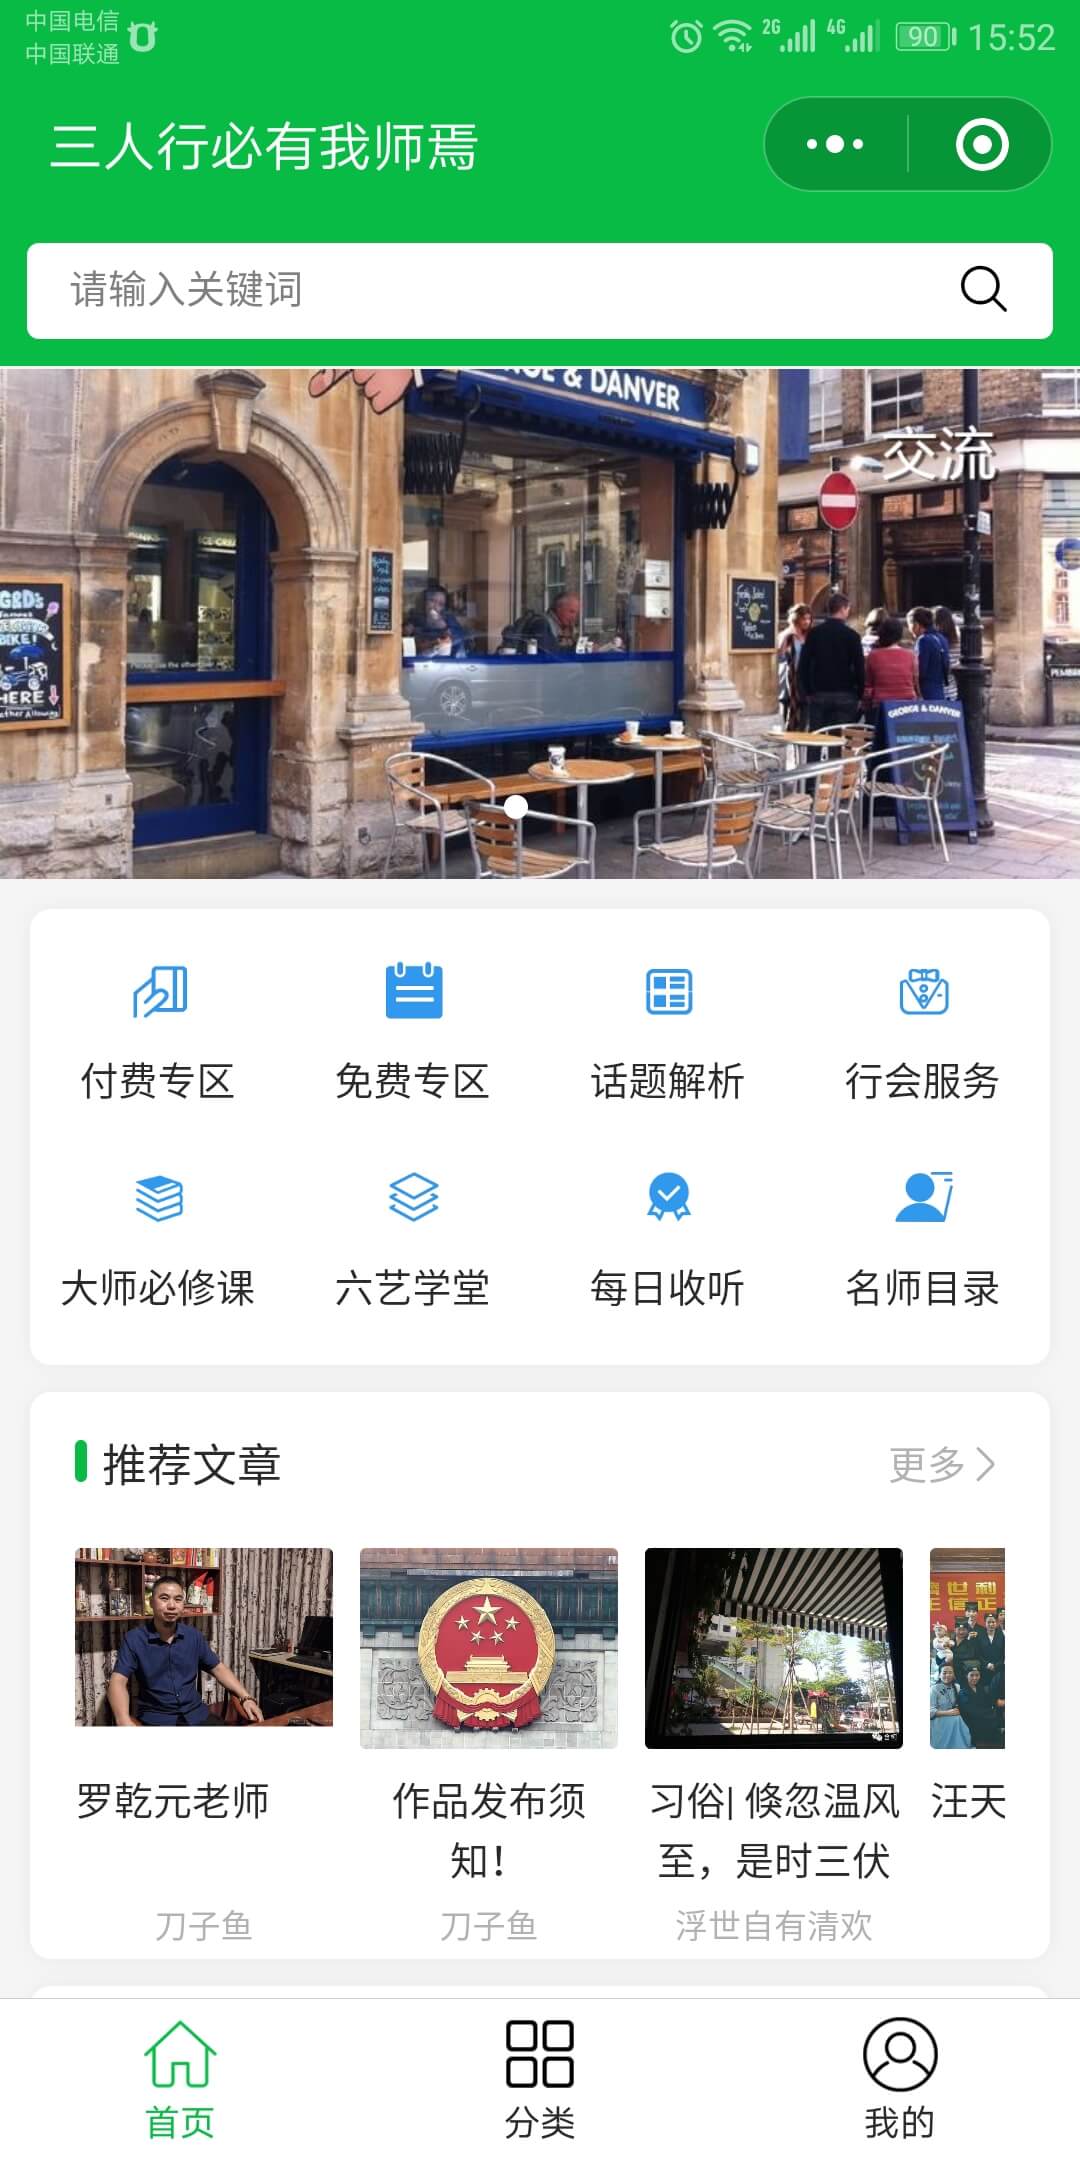 中国电信
中国联通
2G
4G
90
15:52
三人行必有我师焉
请输入关键词
& DANVER
交流
G&D's
BIKE!
HERE
GEORGE & DANVER
付费专区
免费专区
话题解析
行会服务
大师必修课
六艺学堂
每日收听
名师目录
推荐文章
更多
罗乾元老师
刀子鱼
作品发布须
知!
刀子鱼
习俗| 倏忽温风
至，是时三伏
浮世自有清欢
汪天
首页
分类
我的